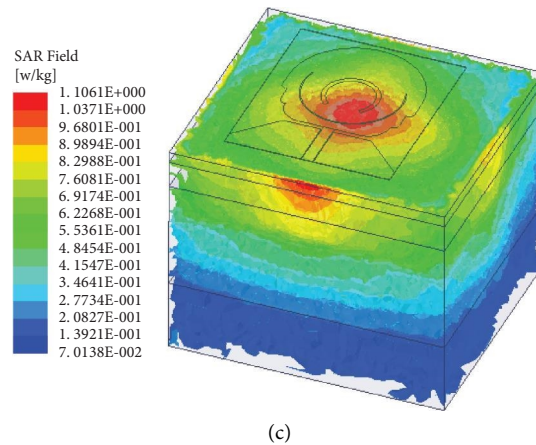 SAR Field
[w/kg]
1.1061E+000
1.0371E+000
9.6801E-001
8.9894E-001
8.2988E-001
7.6081E-001
6.9174E-001
6.2268E-001
5.5361E-001
4.8454E-001
4.1547E-001
3.4641E-001
2.7734E-001
2.0827E-001
1.3921E-001
7.0138E-002
(c)